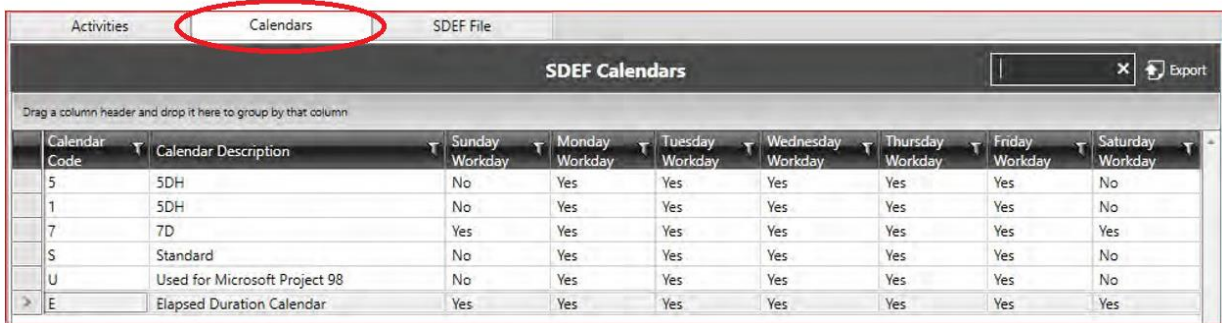 Activities Calendars SDEF File
SDEF Calendars
Export
Drag a column header and drop it here to group by that column
Calendar Code Calendar Description Sunday Workday Monday Workday Tuesday Workday Wednesday Workday Thursday Workday Friday Workday Saturday Workday
5 5DH No Yes Yes Yes Yes Yes No
1 5DH No Yes Yes Yes Yes Yes No
7 7D Yes Yes Yes Yes Yes Yes Yes
S Standard No Yes Yes Yes Yes Yes No
U Used for Microsoft Project 98 No Yes Yes Yes Yes Yes No
E Elapsed Duration Calendar Yes Yes Yes Yes Yes Yes Yes